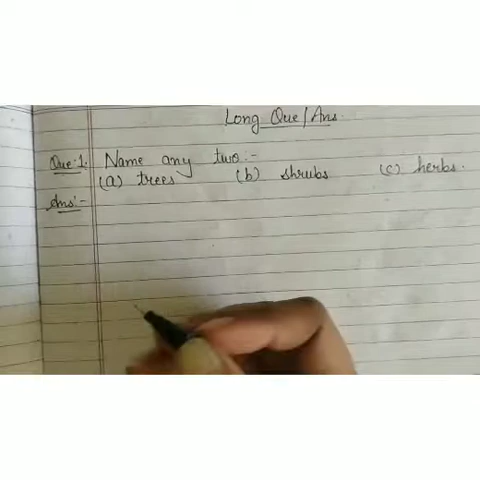 Long Que/Ans.
Que:1. Name any two:-
(a) trees (b) shrubs (c) herbs.
Ans:-